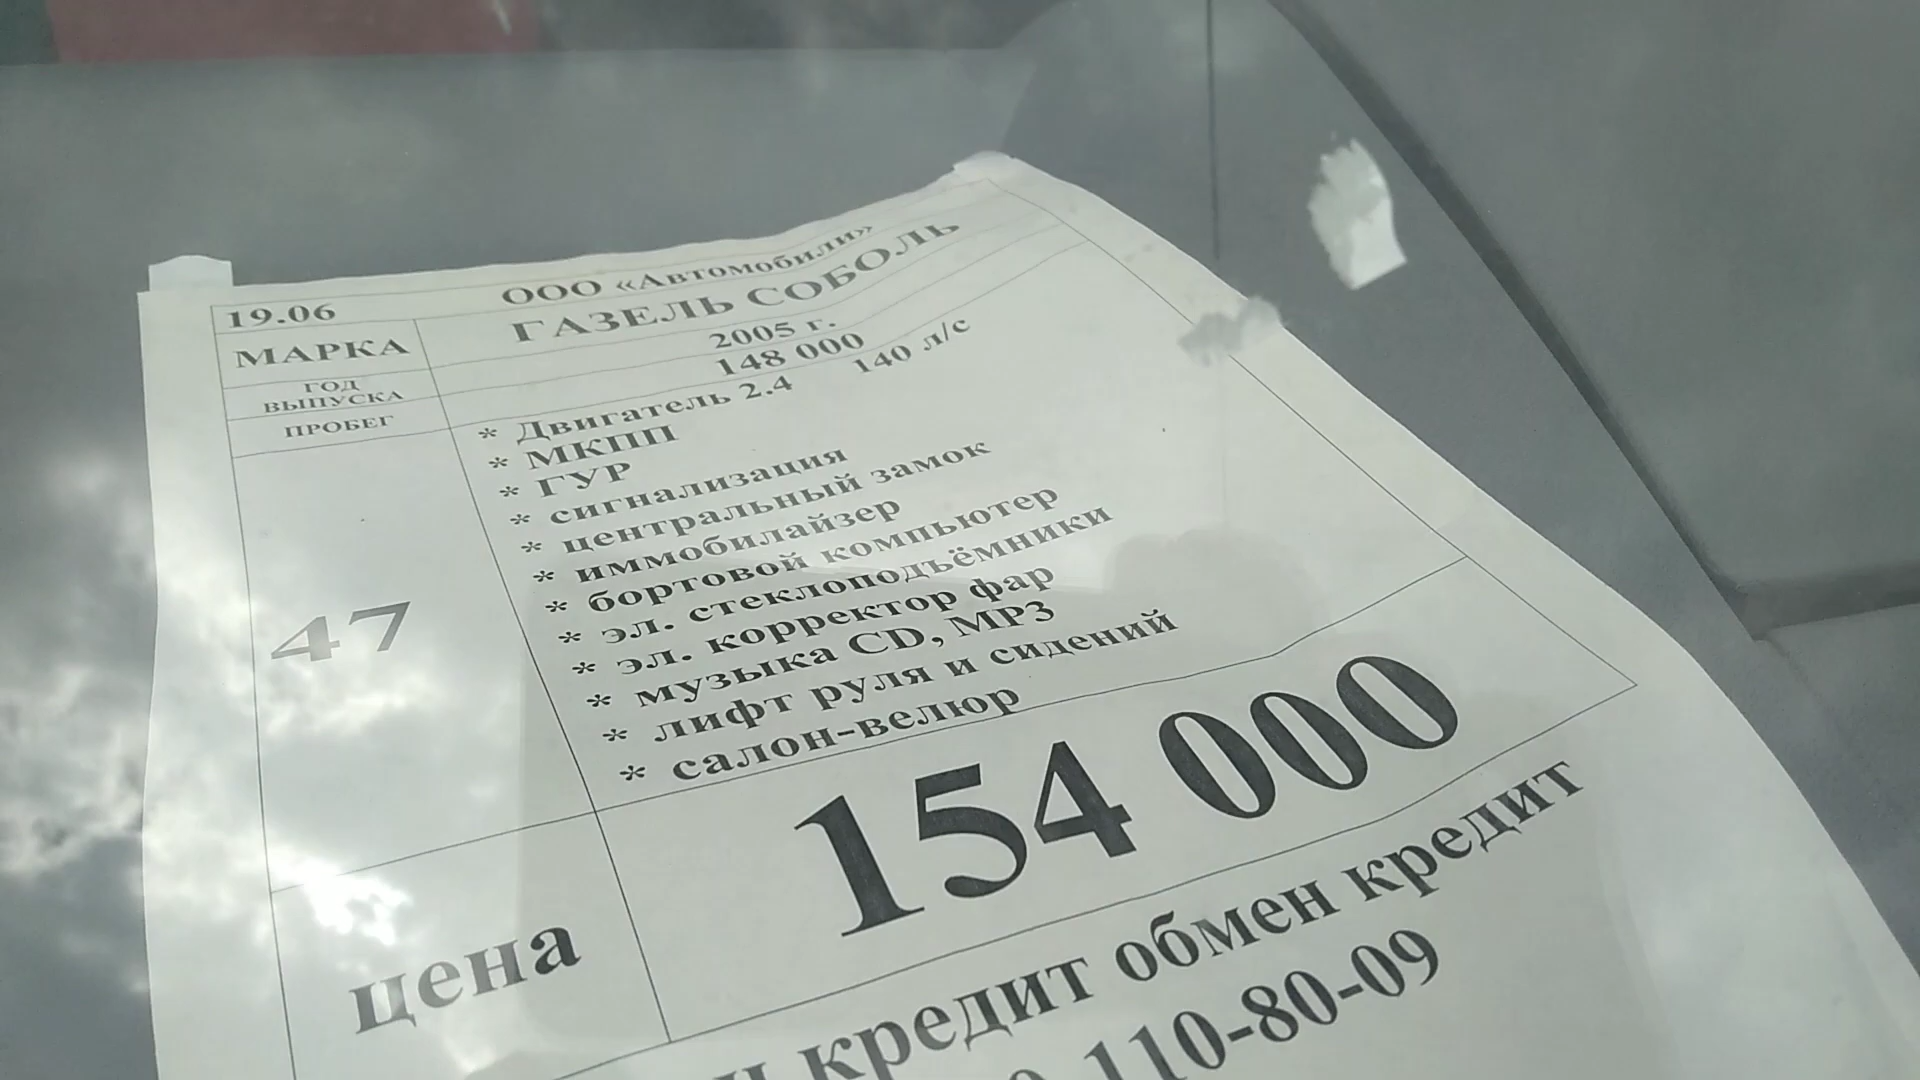 19.06
ООО «Автомобили»
МАРКА
ГАЗЕЛЬ СОБОЛЬ
ГОД
ВЫПУСКА
2005 г.
ПРОБЕГ
148 000
47
* Двигатель 2.4 140 л/с
* МКПП
* ГУР
* сигнализация
* центральный замок
* иммобилайзер
* бортовой компьютер
* эл. стеклоподъёмники
* эл. корректор фар
* музыка CD, MP3
* лифт руля и сидений
* салон-велюр
цена
154 000
кредит обмен кредит
110-80-09